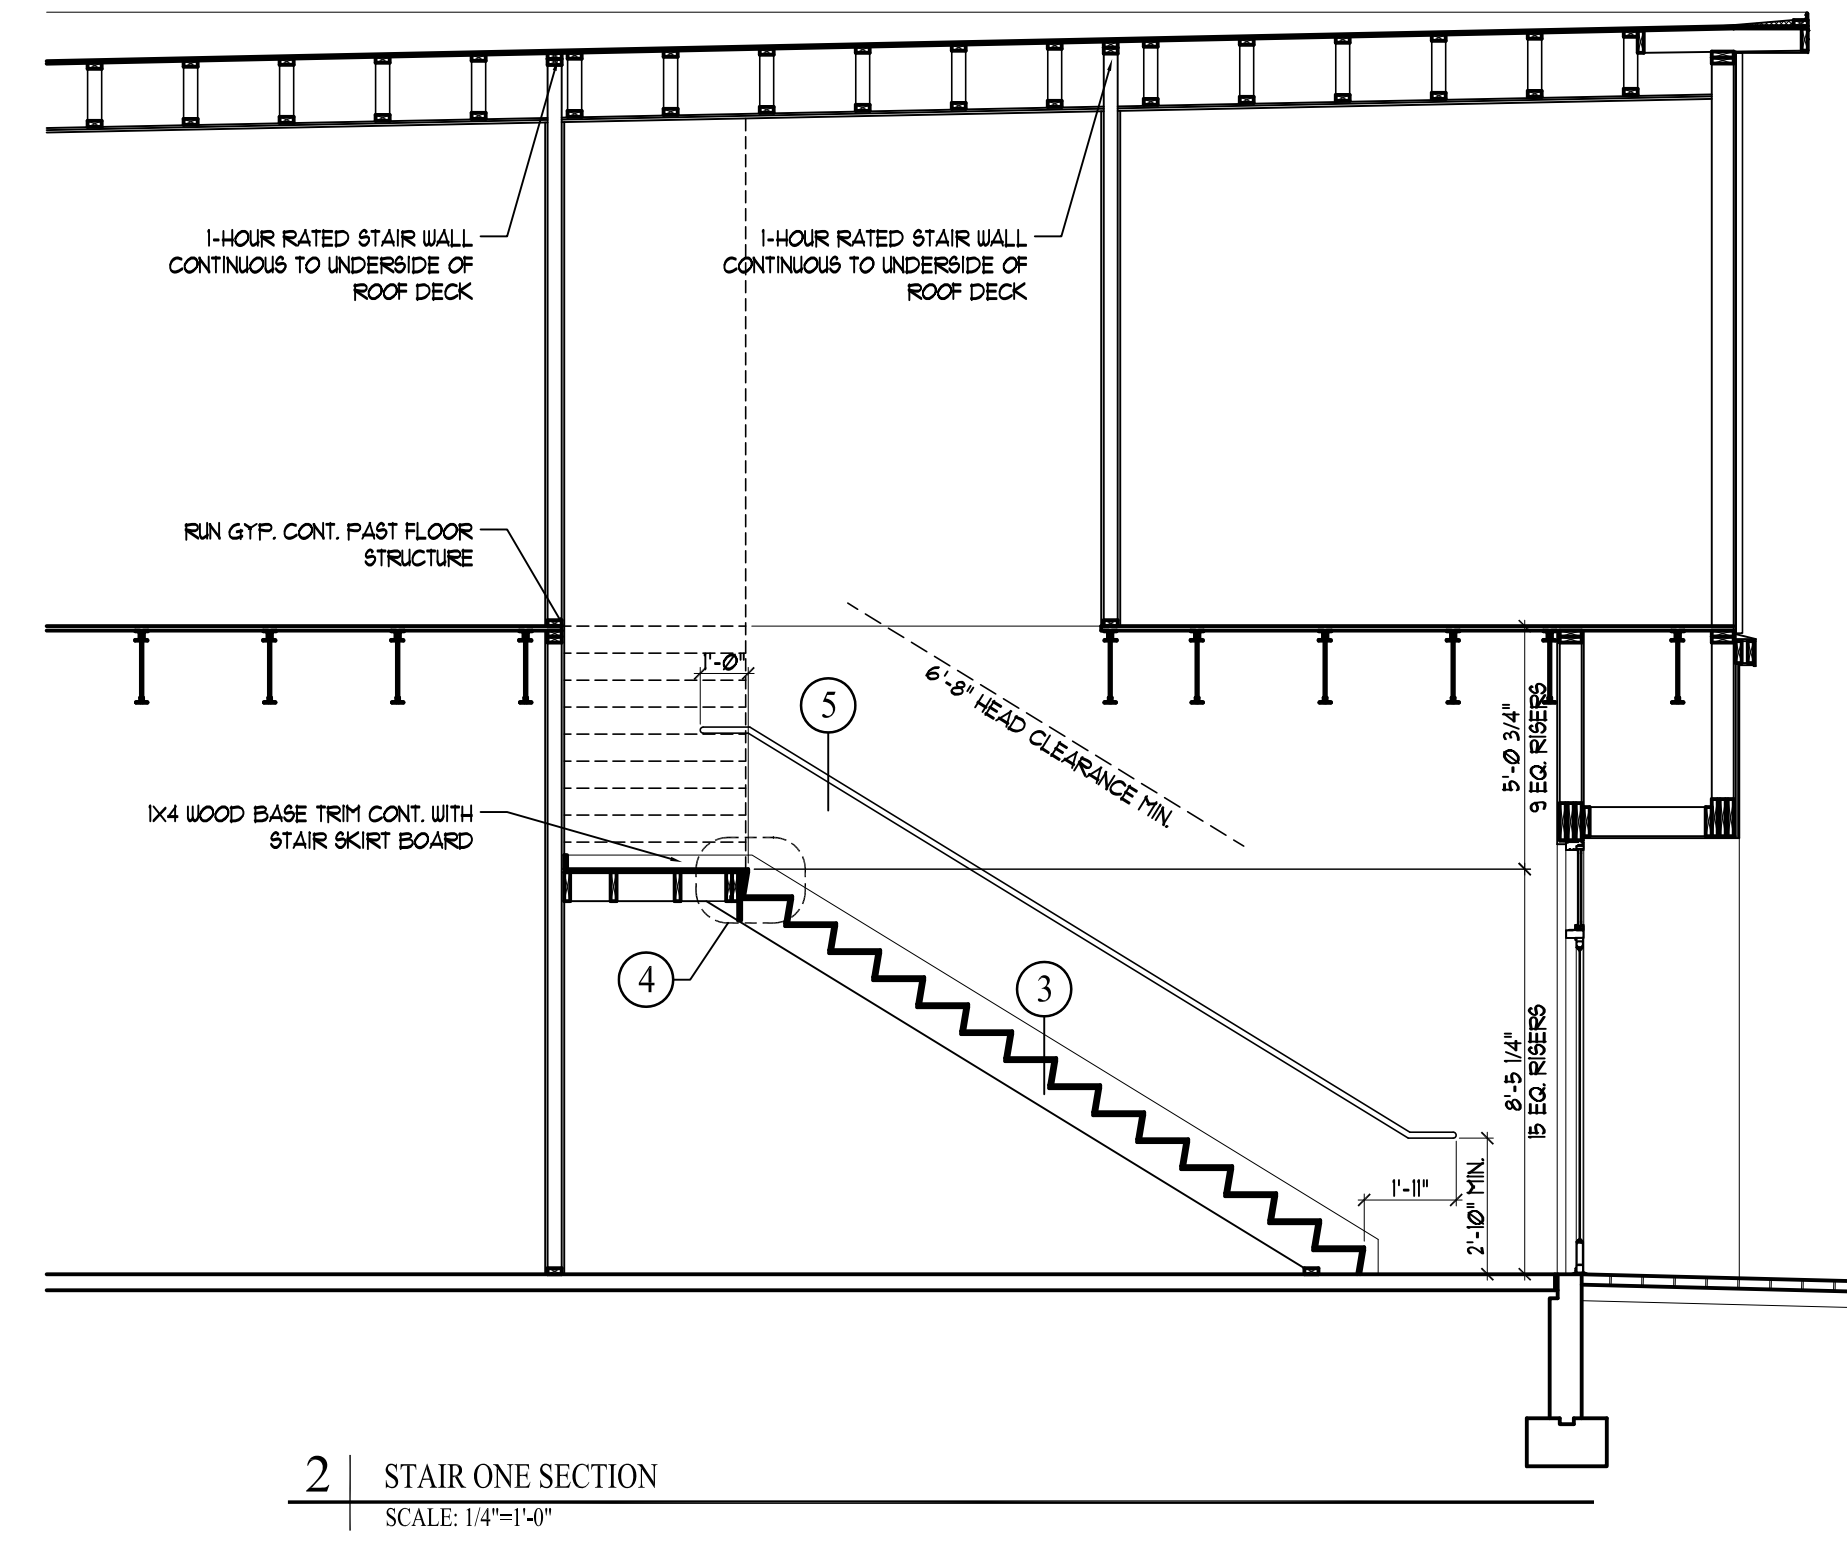 1-HOUR RATED STAIR WALL
CONTINUOUS TO UNDERSIDE OF
ROOF DECK
1-HOUR RATED STAIR WALL
CONTINUOUS TO UNDERSIDE OF
ROOF DECK
RUN GYP. CONT. PAST FLOOR
STRUCTURE
1'-0"
5
6'-8" HEAD CLEARANCE MIN.
5'-0 3/4"
9 EQ. RISERS
1X4 WOOD BASE TRIM CONT. WITH
STAIR SKIRT BOARD
4
3
8'-5 1/4"
15 EQ. RISERS
1'-11"
2'-10" MIN.
2
STAIR ONE SECTION
SCALE: 1/4"=1'-0"